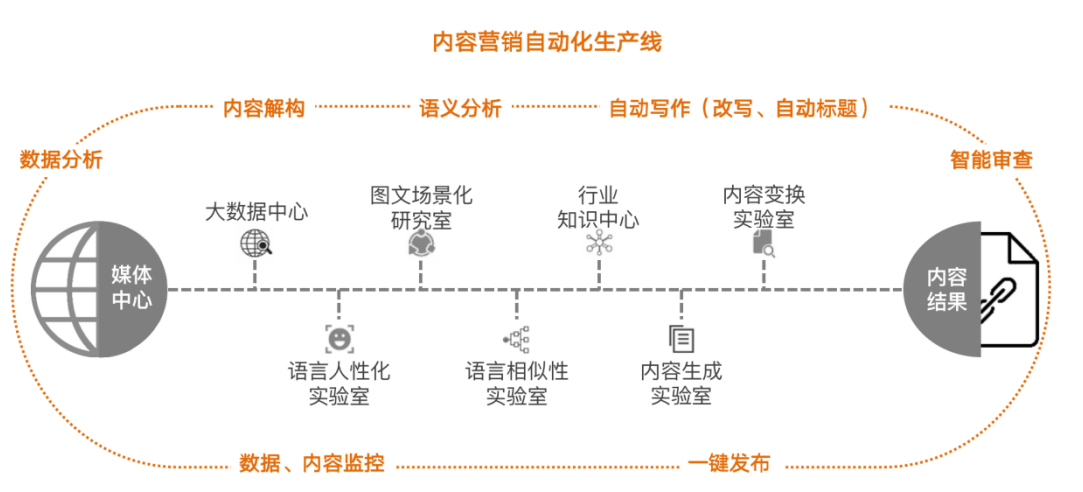 内容营销自动化生产线
内容解构
语义分析
自动写作（改写、自动标题）
数据分析
智能审查
大数据中心
图文场景化
研究室
行业
知识中心
内容变换
实验室
媒体
中心
内容
结果
语言人性化
实验室
语言相似性
实验室
内容生成
实验室
数据、内容监控
一键发布